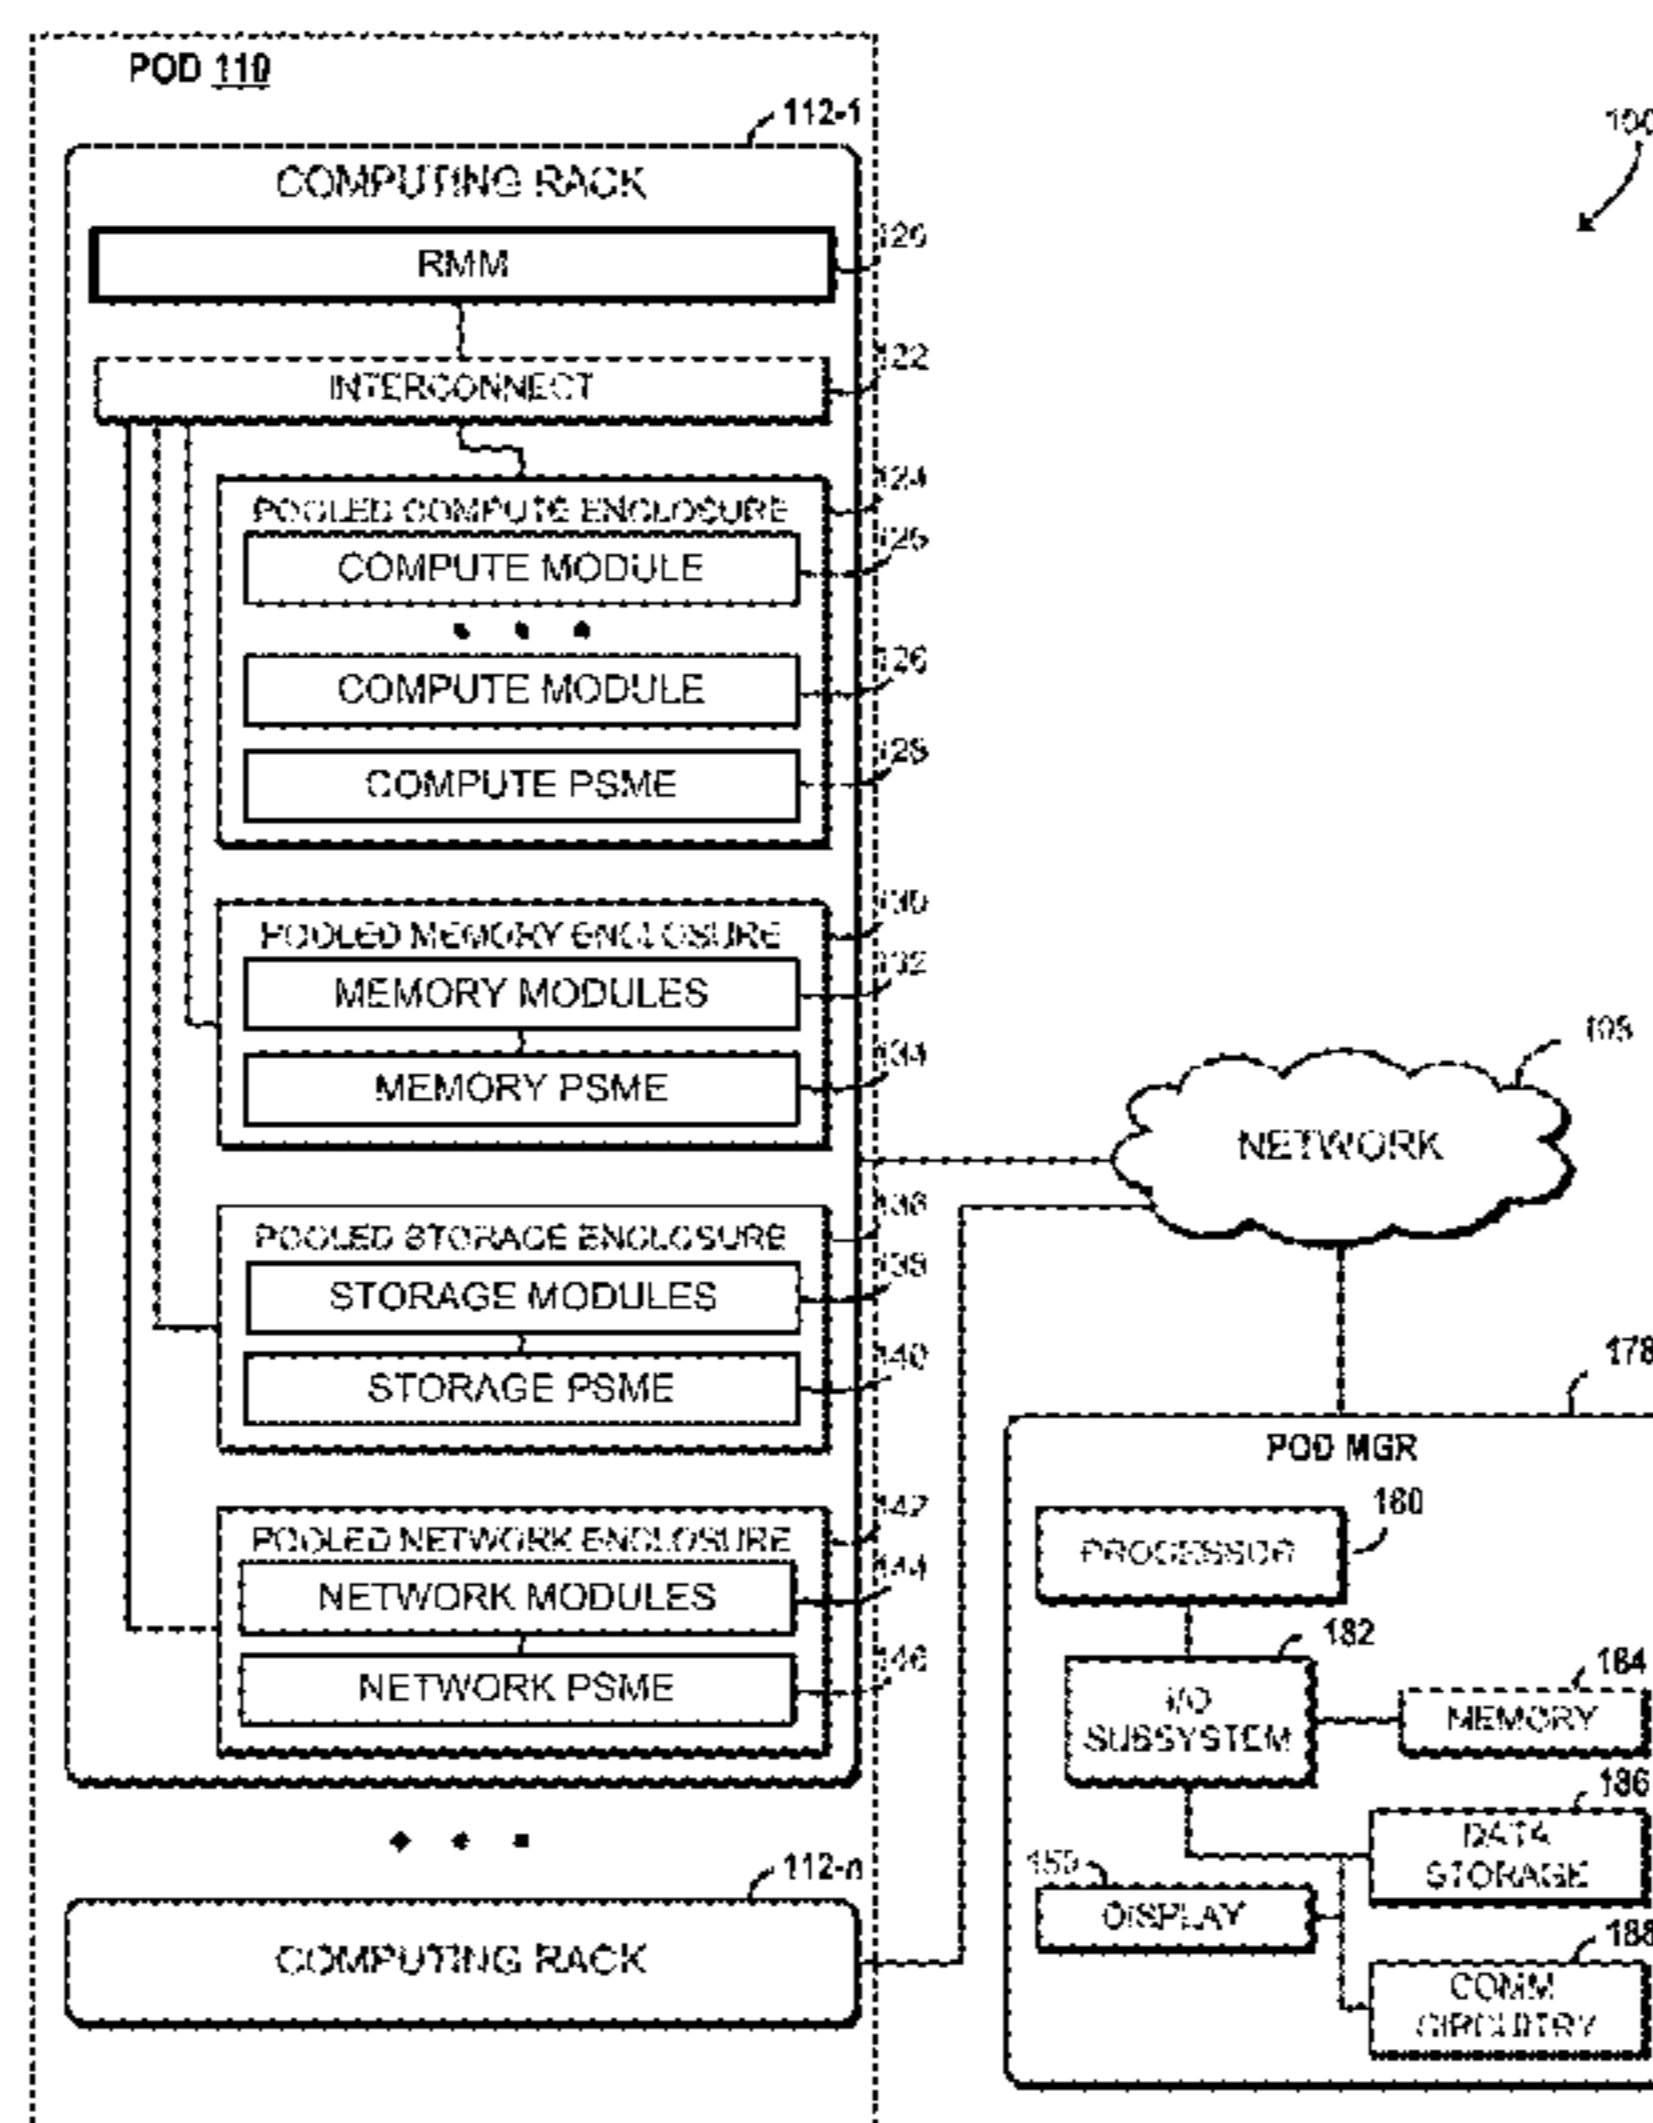 POD 110
112-1
100
COMPUTING RACK
RMM
120
INTERCONNECT
122
124
POOLED COMPUTE ENCLOSURE
COMPUTE MODULE
126
COMPUTE MODULE
126
COMPUTE PSME
128
130
POOLED MEMORY ENCLOSURE
MEMORY MODULES
132
MEMORY PSME
134
136
POOLED STORAGE ENCLOSURE
STORAGE MODULES
138
STORAGE PSME
140
142
POOLED NETWORK ENCLOSURE
NETWORK MODULES
144
NETWORK PSME
146
112-n
COMPUTING RACK
NETWORK
178
POD MGR
PROCESSOR
180
182
I/O
SUBSYSTEM
184
MEMORY
186
DATA
STORAGE
DISPLAY
188
COMM
CIRCUITRY